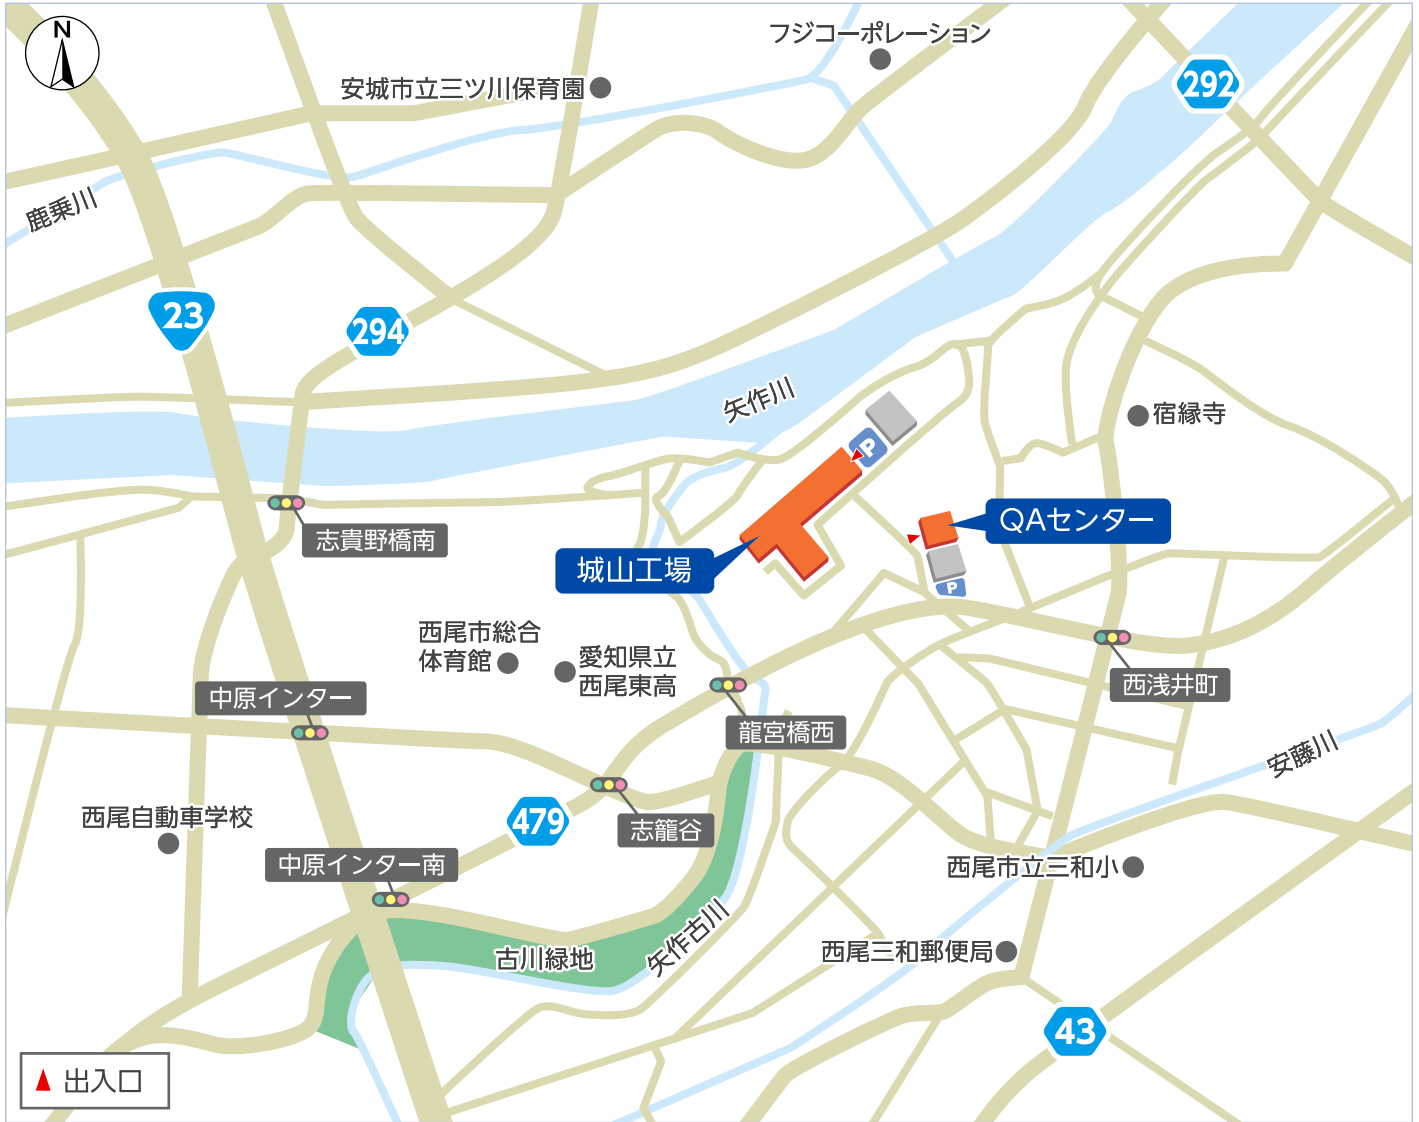 N
フジコーポレーション
安城市立三ツ川保育園
292
鹿乗川
23
294
矢作川
宿縁寺
P
QAセンター
志貴野橋南
城山工場
P
西尾市総合
体育館
愛知県立
西尾東高
西浅井町
中原インター
龍宮橋西
安藤川
西尾自動車学校
479
志籠谷
中原インター南
西尾市立三和小
矢作古川
古川緑地
西尾三和郵便局
43
出入口